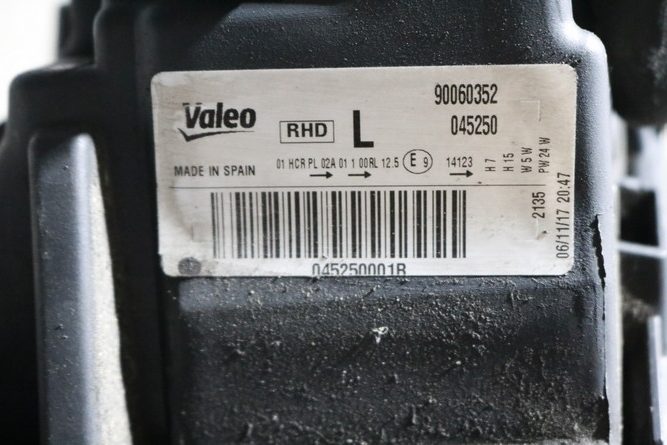 Valeo
RHD
L
90060352
045250
MADE IN SPAIN
01 HCR PL 02A 01 1 00RL 12.5 E 9 14123
H 7
H 15
W 5 W
PW 24 W
2135
06/11/17 20:47
045250001R